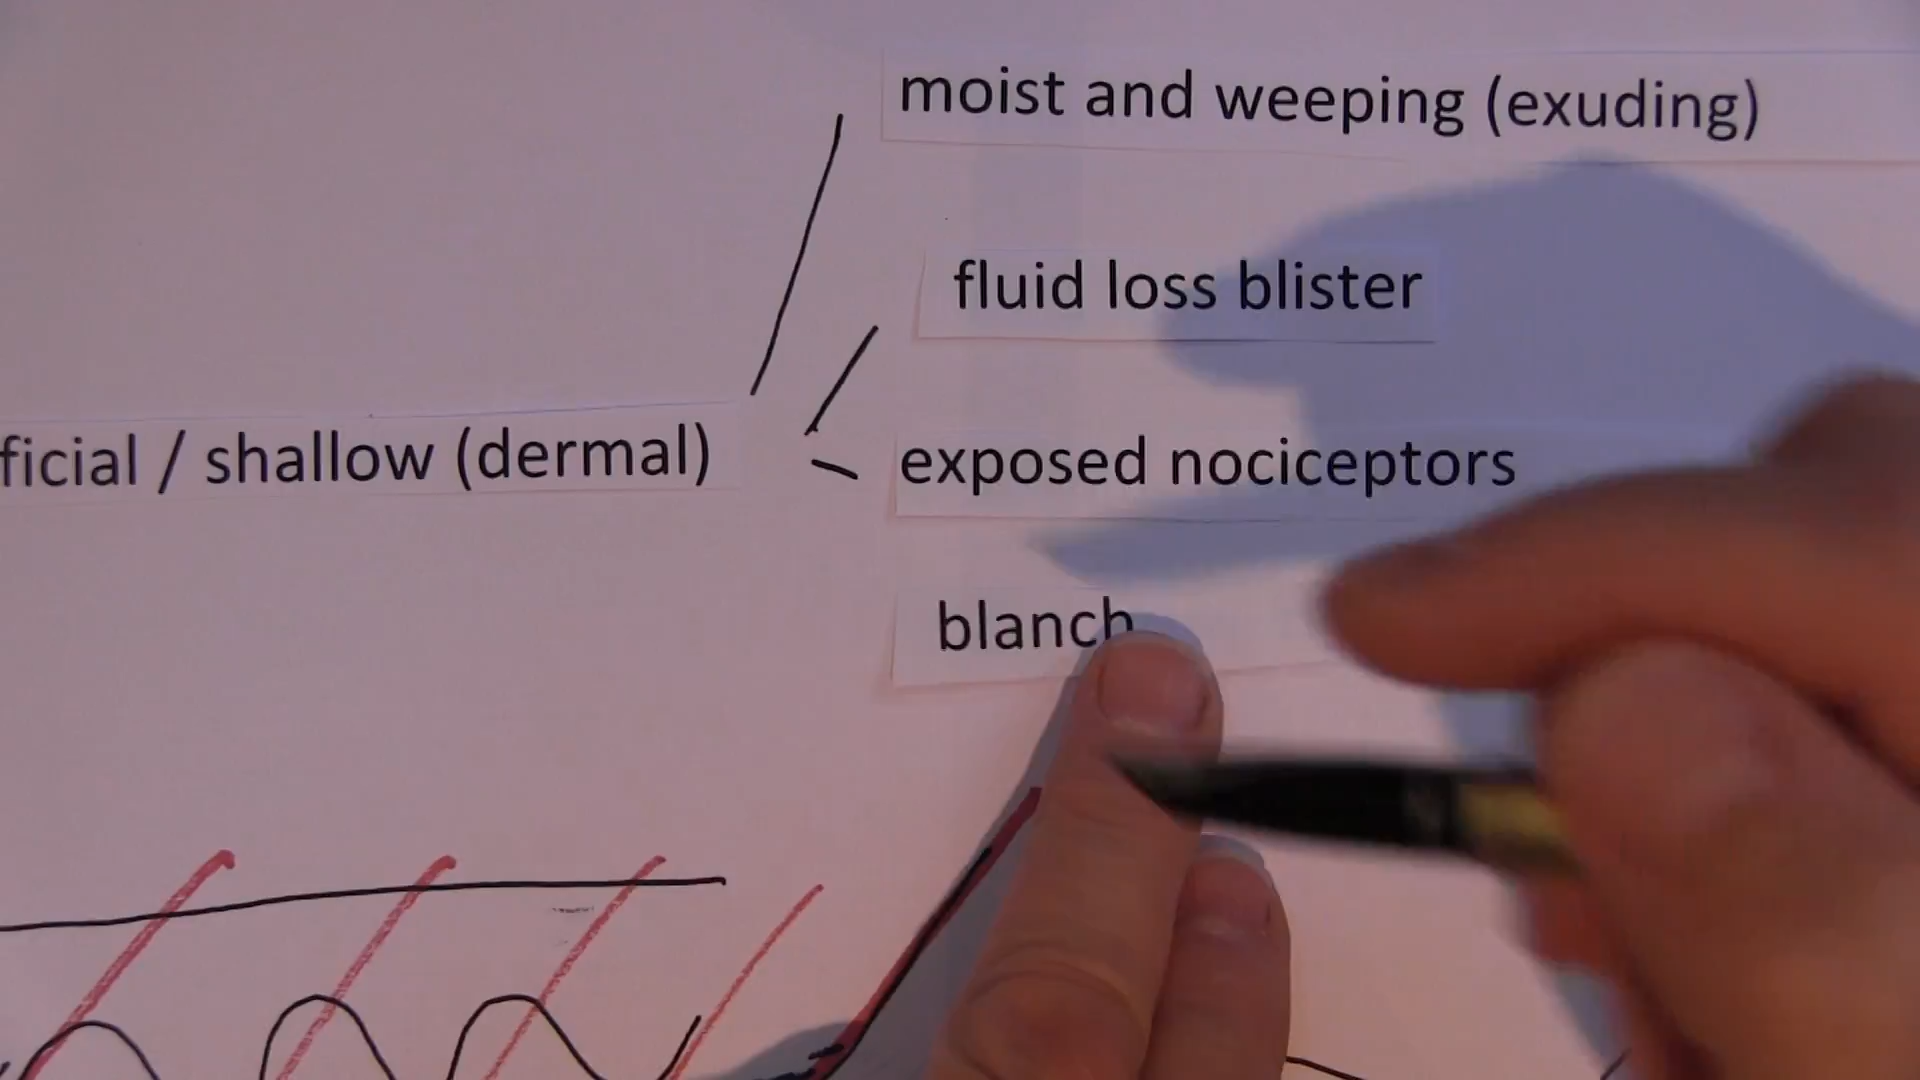 moist and weeping (exuding)
fluid loss blister
ficial / shallow (dermal)
exposed nociceptors
blanch